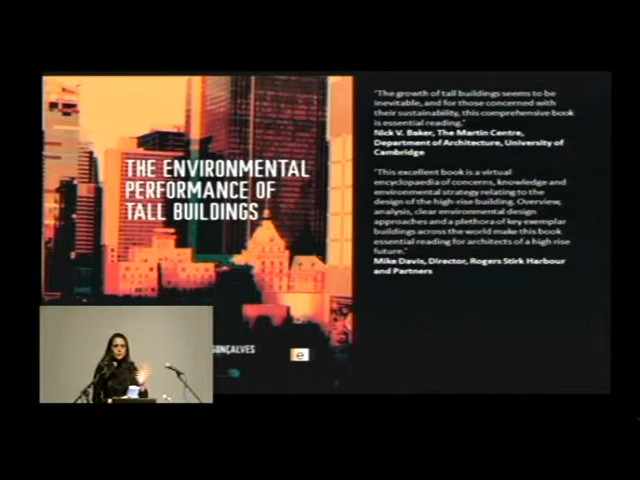 THE ENVIRONMENTAL
PERFORMANCE OF
TALL BUILDINGS
GONÇALVES
e
"The growth of tall buildings seems to be
inevitable, and for those concerned with
their sustainability, this comprehensive book
is essential reading."
Nick V. Baker, The Martin Centre,
Department of Architecture, University of
Cambridge
"This excellent book is a virtual
encyclopaedia of concerns, knowledge and
environmental strategy relating to the
design of the high-rise building. Overview,
analysis, clear environmental design
approaches and a plethora of key exemplar
buildings across the world make this book
essential reading for architects of a high rise
future."
Mike Davis, Director, Rogers Stirk Harbour
and Partners